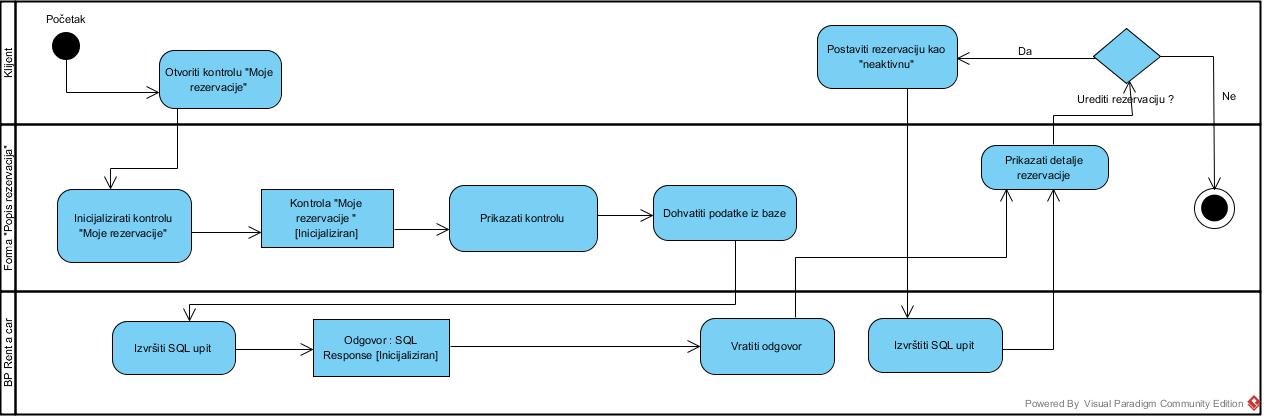 Klijent
Početak
Otvoriti kontrolu "Moje
rezervacije"
Postaviti rezervaciju kao
"neaktivnu"
Da
Urediti rezervaciju ?
Ne
Forma "Popis rezervacija"
Inicijalizirati kontrolu
"Moje rezervacije"
Kontrola "Moje
rezervacije "
[Inicijaliziran]
Prikazati kontrolu
Dohvatiti podatke iz baze
Prikazati detalje
rezervacije
BP Rent a car
Izvršiti SQL upit
Odgovor : SQL
Response [Inicijaliziran]
Vratiti odgovor
Izvrštiti SQL upit
Powered By Visual Paradigm Community Edition